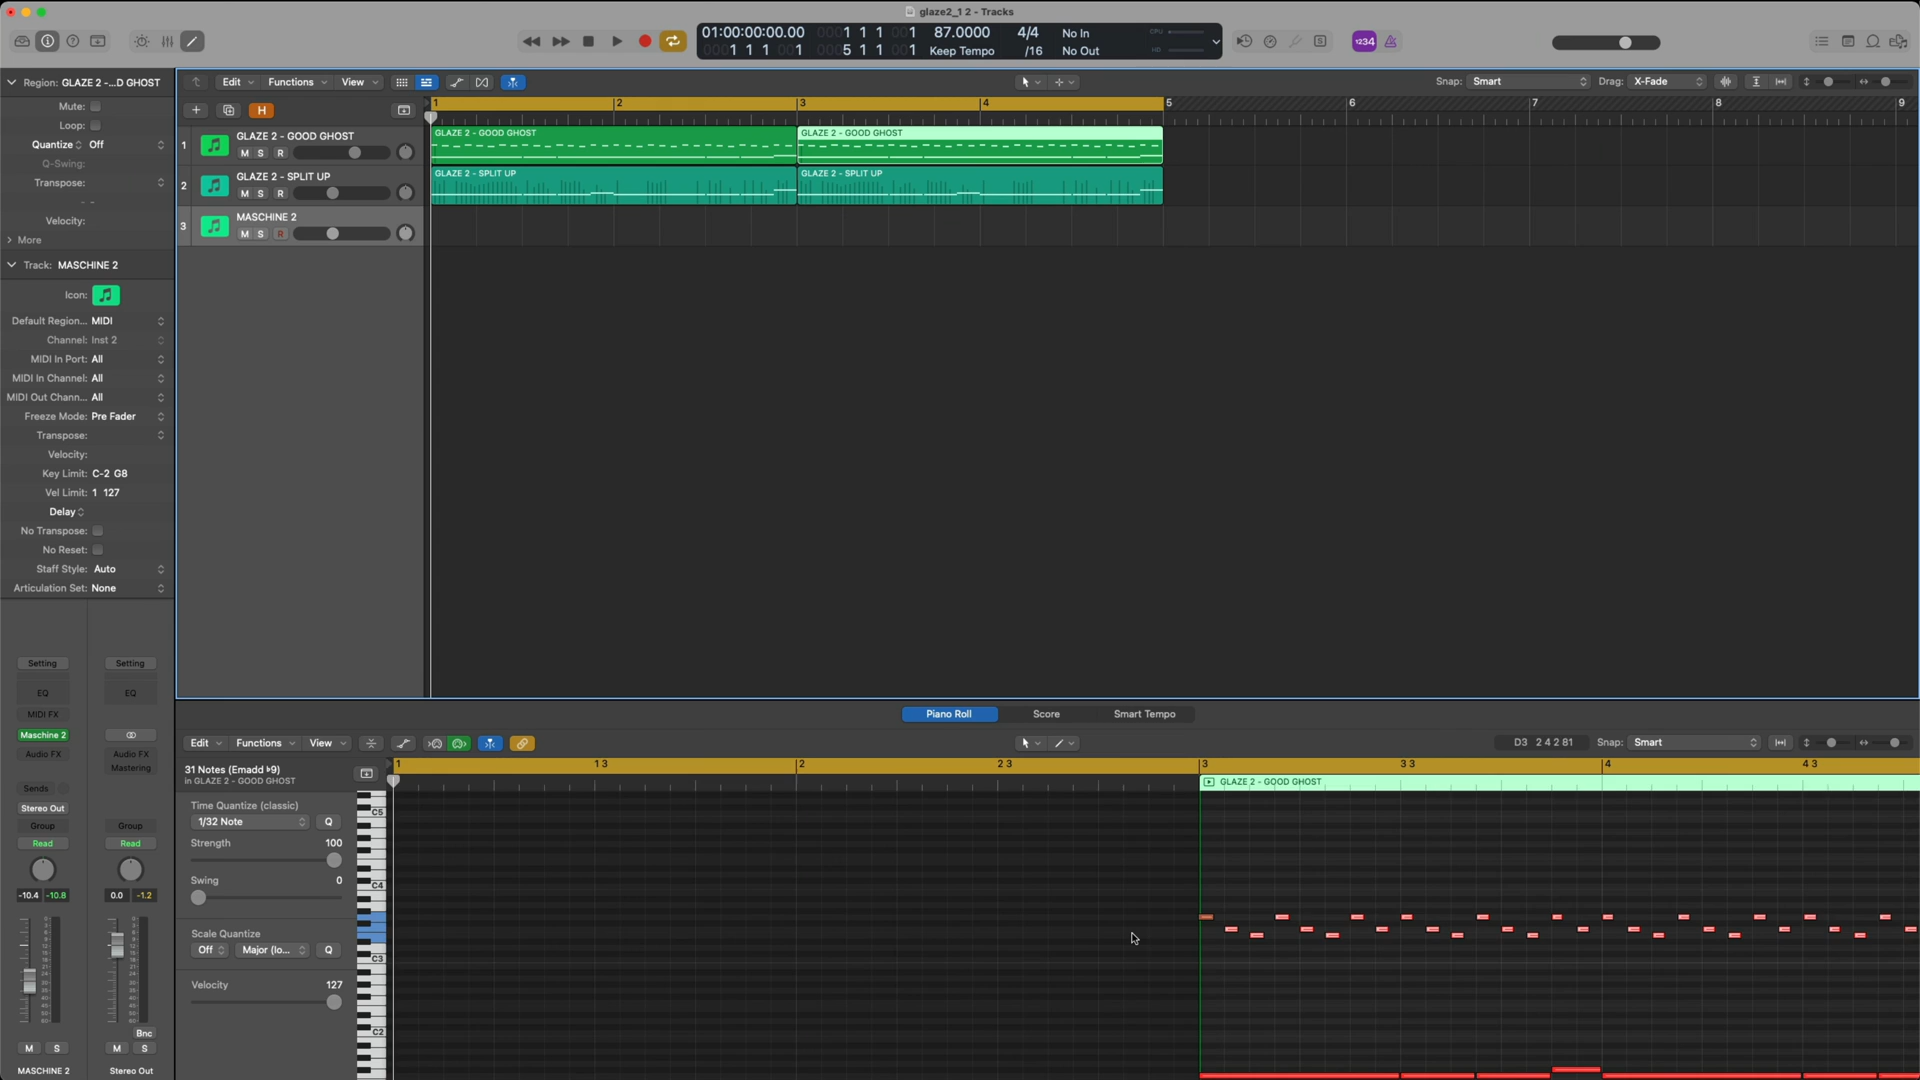 glaze2_1 2 - Tracks
01:00:00:00.00
0001 1 1 001
87.0000
4/4
No In
CPU
0001 1 1 001
0005 1 1 001
Keep Tempo
/16
No Out
HD
1234
Region: GLAZE 2 -...D GHOST
Mute:
Loop:
Quantize Off
Q-Swing:
Transpose:
- -
Velocity:
More
Track: MASCHINE 2
Icon:
Default Region... MIDI
Channel: Inst 2
MIDI In Port: All
MIDI In Channel: All
MIDI Out Chann... All
Freeze Mode: Pre Fader
Transpose:
Velocity:
Key Limit: C-2 G8
Vel Limit: 1 127
Delay
No Transpose:
No Reset:
Staff Style: Auto
Articulation Set: None
Edit
Functions
View
Snap: Smart
Drag: X-Fade
H
1 2 3 4 5 6 7 8 9
1 GLAZE 2 - GOOD GHOST
M S R
2 GLAZE 2 - SPLIT UP
M S R
3 MASCHINE 2
M S R
GLAZE 2 - GOOD GHOST
GLAZE 2 - GOOD GHOST
GLAZE 2 - SPLIT UP
GLAZE 2 - SPLIT UP
Setting
Setting
EQ
EQ
MIDI FX
Maschine 2
Audio FX
Audio FX
Mastering
Sends
Stereo Out
Group
Group
Read
Read
-10.4 -10.8
0.0 -1.2
Bnc
M S
M S
MASCHINE 2
Stereo Out
Piano Roll
Score
Smart Tempo
Edit
Functions
View
D3 2 4 2 81
Snap: Smart
31 Notes (Emadd ♭9)
in GLAZE 2 - GOOD GHOST
1 1 3 2 2 3 3 3 3 4 4 3
GLAZE 2 - GOOD GHOST
Time Quantize (classic)
1/32 Note
Q
Strength 100
Swing 0
Scale Quantize
Off
Major (lo...
Q
Velocity 127
C5
C4
C3
C2